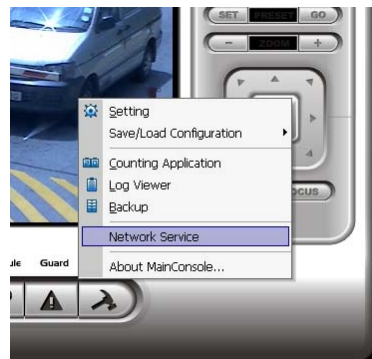 SET PRESET GO
- ZOOM +
Setting
Save/Load Configuration
Counting Application
Log Viewer
Backup
OCUS
Network Service
About MainConsole...
ule Guard